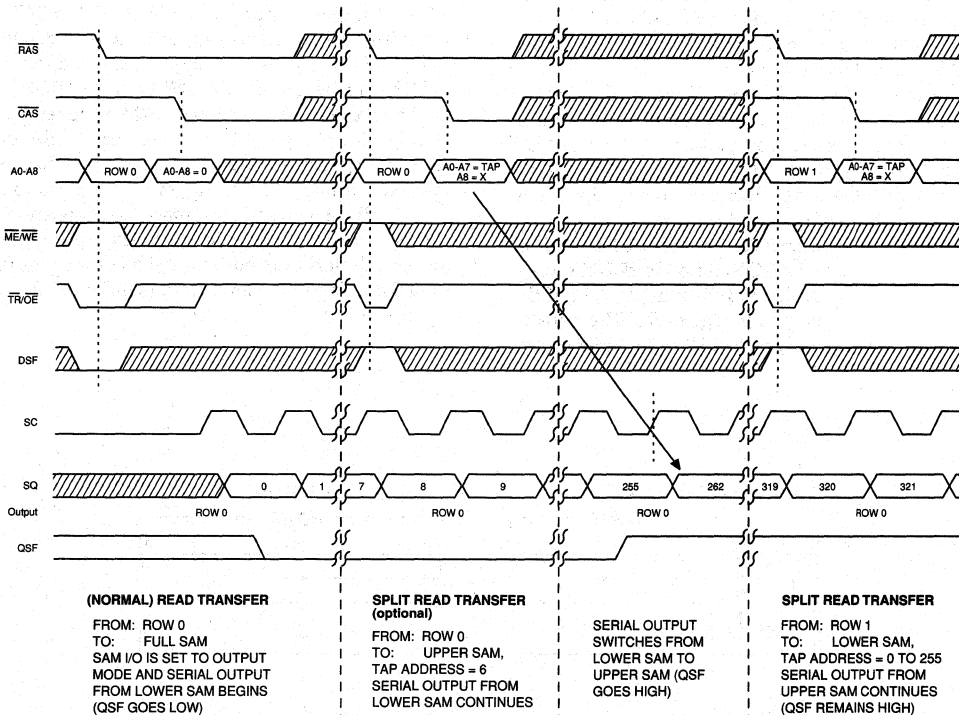 RAS
CAS
A0-A8 ROW 0 A0-A8 = 0 ROW 0 A0-A7 = TAP A8 = X ROW 1 A0-A7 = TAP A8 = X
ME/WE
TR/OE
DSF
SC
SQ 0 1 7 8 9 255 262 319 320 321
Output ROW 0 ROW 0 ROW 0 ROW 0
QSF
(NORMAL) READ TRANSFER
FROM: ROW 0
TO: FULL SAM
SAM I/O IS SET TO OUTPUT
MODE AND SERIAL OUTPUT
FROM LOWER SAM BEGINS
(QSF GOES LOW)
SPLIT READ TRANSFER
(optional)
FROM: ROW 0
TO: UPPER SAM,
TAP ADDRESS = 6
SERIAL OUTPUT FROM
LOWER SAM CONTINUES
SERIAL OUTPUT
SWITCHES FROM
LOWER SAM TO
UPPER SAM (QSF
GOES HIGH)
SPLIT READ TRANSFER
FROM: ROW 1
TO: LOWER SAM,
TAP ADDRESS = 0 TO 255
SERIAL OUTPUT FROM
UPPER SAM CONTINUES
(QSF REMAINS HIGH)